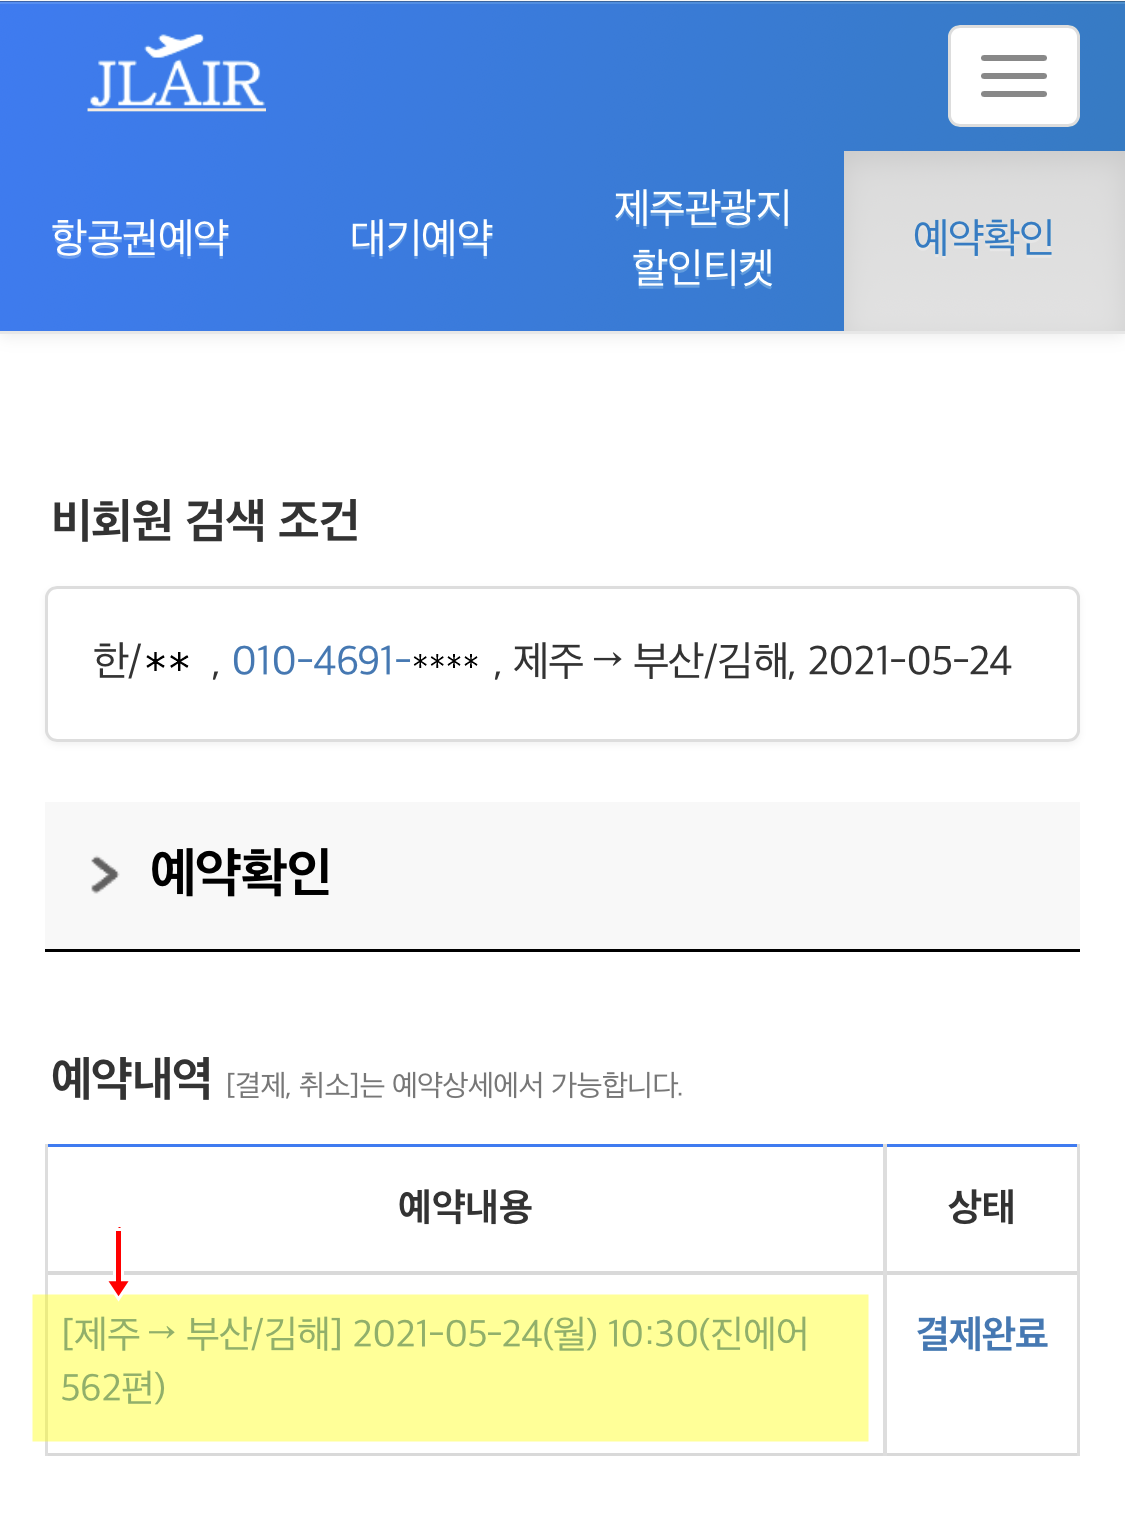 JLAIR
항공권예약
대기예약
제주관광지
할인티켓
예약확인
비회원 검색 조건
한/** , 010-4691-**** , 제주 → 부산/김해, 2021-05-24
예약확인
예약내역 [결제, 취소]는 예약상세에서 가능합니다.
예약내용 상태
[제주 → 부산/김해] 2021-05-24(월) 10:30(진에어 결제완료
562편)